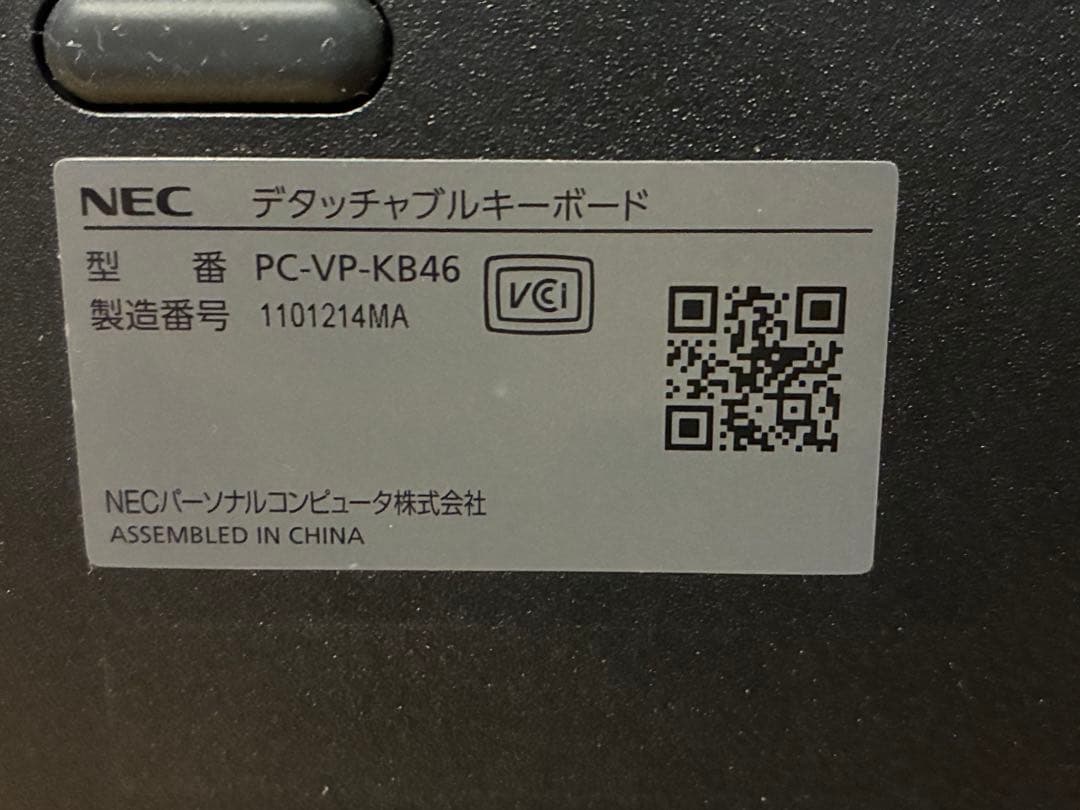 NEC デタッチャブルキーボード
型 番 PC-VP-KB46
VCCI
製造番号 1101214MA
NECパーソナルコンピュータ株式会社
ASSEMBLED IN CHINA